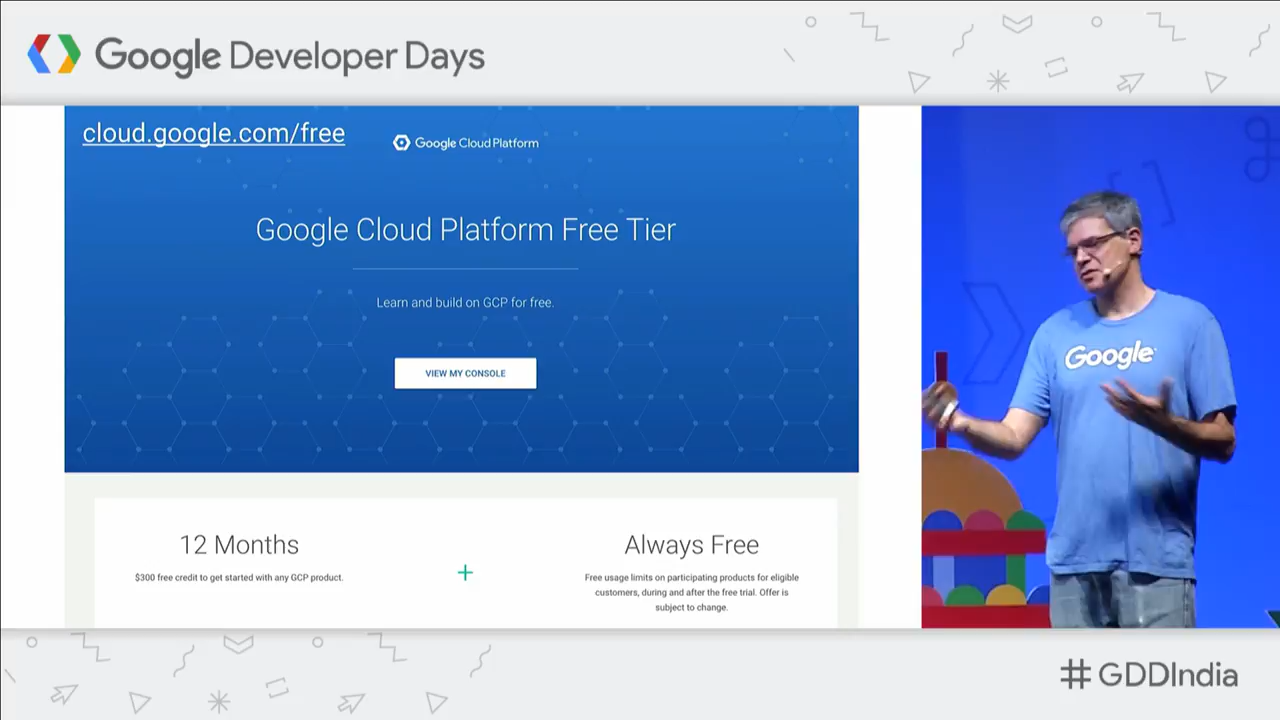 Google Developer Days
cloud.google.com/free
Google Cloud Platform
Google Cloud Platform Free Tier
Learn and build on GCP for free.
VIEW MY CONSOLE
12 Months
$300 free credit to get started with any GCP product.
+
Always Free
Free usage limits on participating products for eligible
customers, during and after the free trial. Offer is
subject to change.
Google
#GDDIndia